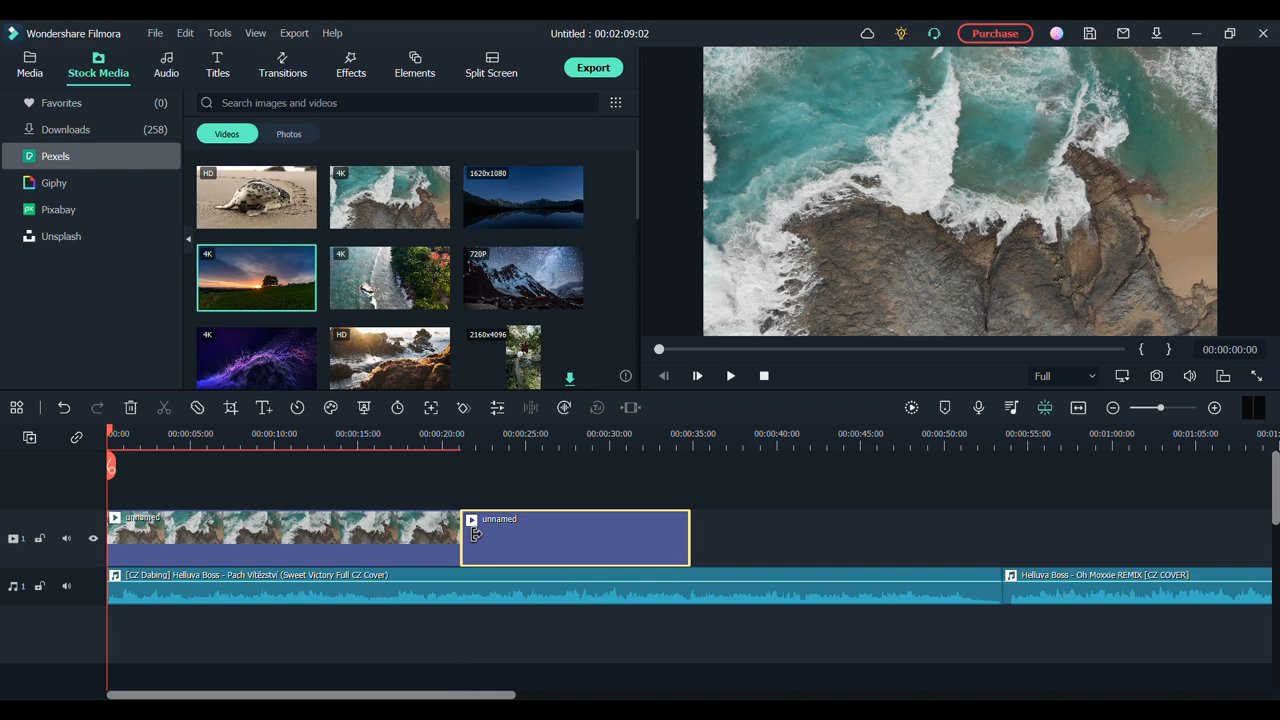 Wondershare Filmora File Edit Tools View Export Help Untitled : 00:02:09:02 Purchase
Media Stock Media Audio Titles Transitions Effects Elements Split Screen Export
Favorites (0)
Downloads (258)
Pexels
Giphy
Pixabay
Unsplash
Search images and videos
Videos Photos
HD 4K 1620x1080
4K 4K 720P
4K HD 2160x4096
{ } 00:00:00:00
Full
00:00 00:00:05:00 00:00:10:00 00:00:15:00 00:00:20:00 00:00:25:00 00:00:30:00 00:00:35:00 00:00:40:00 00:00:45:00 00:00:50:00 00:00:55:00 00:01:00:00 00:01:05:00 00:01:
unnamed unnamed
1
[CZ Dabing] Helluva Boss - Pach Vítězství (Sweet Victory Full CZ Cover) Helluva Boss - Oh Moxxie REMIX [CZ COVER]
1